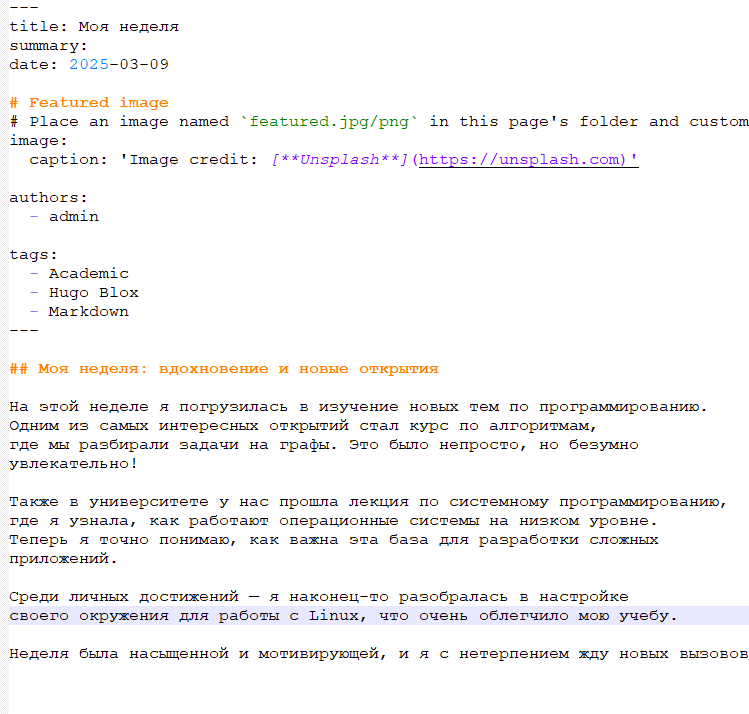 ---
title: Моя неделя
summary:
date: 2025-03-09
# Featured image
# Place an image named `featured.jpg/png` in this page's folder and custom
image:
  caption: 'Image credit: [**Unsplash**](https://unsplash.com)'
authors:
  - admin
tags:
  - Academic
  - Hugo Blox
  - Markdown
---
## Моя неделя: вдохновение и новые открытия
На этой неделе я погрузилась в изучение новых тем по программированию.
Одним из самых интересных открытий стал курс по алгоритмам,
где мы разбирали задачи на графы. Это было непросто, но безумно
увлекательно!
Также в университете у нас прошла лекция по системному программированию,
где я узнала, как работают операционные системы на низком уровне.
Теперь я точно понимаю, как важна эта база для разработки сложных
приложений.
Среди личных достижений — я наконец-то разобралась в настройке
своего окружения для работы с Linux, что очень облегчило мою учебу.
Неделя была насыщенной и мотивирующей, и я с нетерпением жду новых вызовов